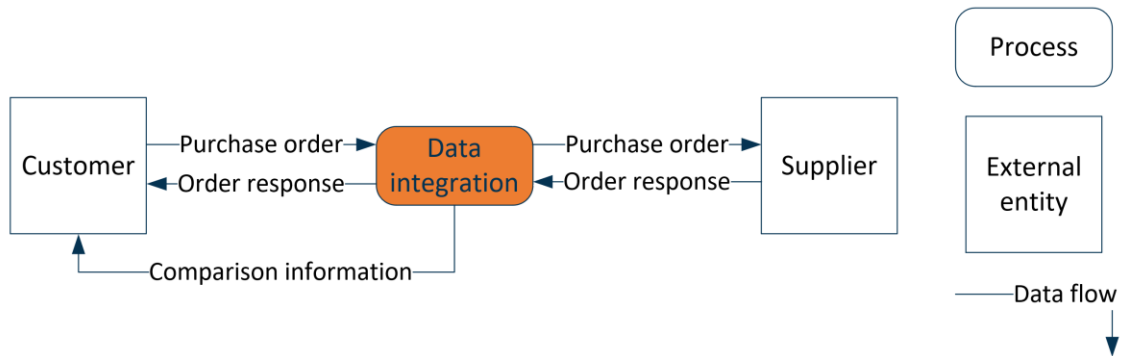 Process
Customer
Purchase order
Order response
Data
integration
Purchase order
Order response
Supplier
External
entity
Comparison information
Data flow